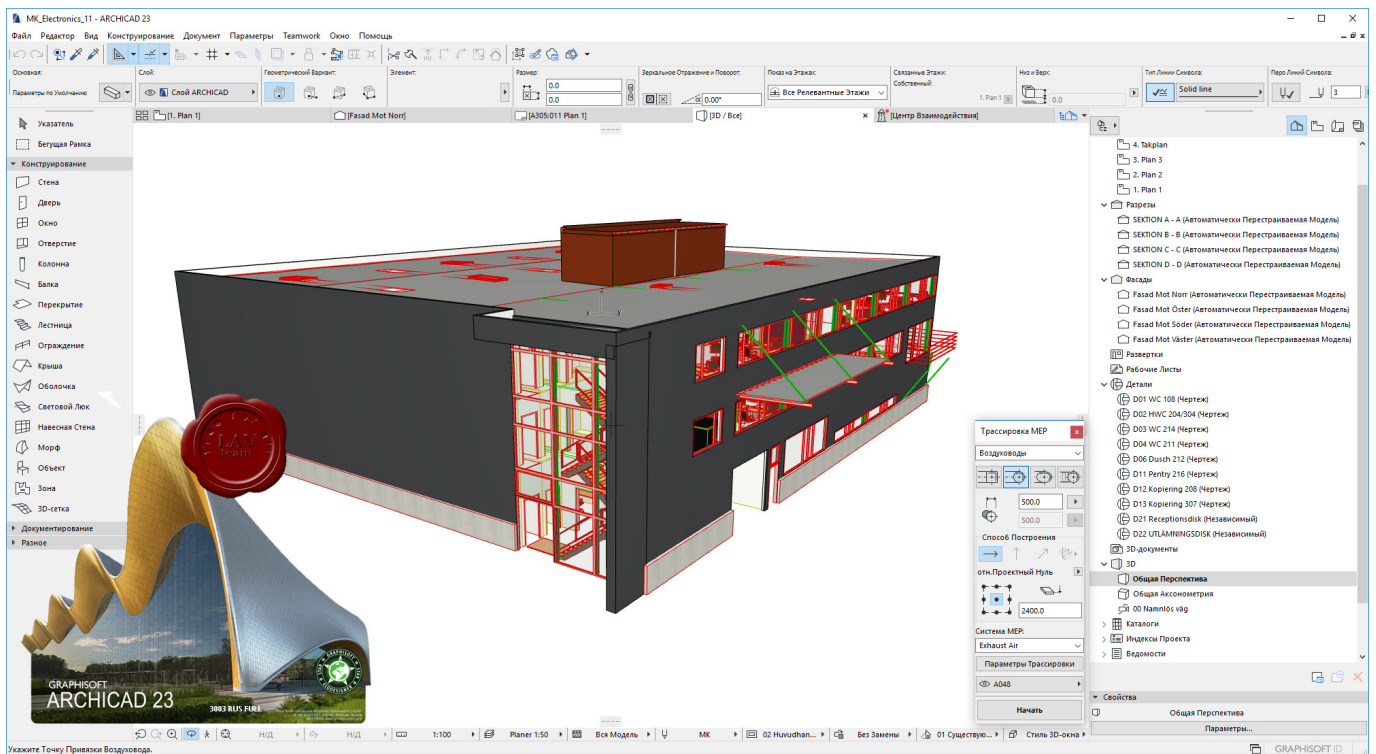 MK_Electronics_11 - ARCHICAD 23
Файл Редактор Вид Конструирование Документ Параметры Teamwork Окно Помощь
Основная: Слой: Геометрический Вариант: Элемент: Размер: Зеркальное Отражение и Поворот: Показ на Этажах: Связанные Этажи: Низ и Верх: Тип Линии Символа: Перо Линий Символа:
Собственный:
Параметры по Умолчанию Слой ARCHICAD 0.0 0.00° Все Релевантные Этажи 1. Plan 1 0.0 Solid line 3
0.0
[1. Plan 1] [Fasad Mot Norr] [A305:011 Plan 1] [3D / Все] [Центр Взаимодействия]
Указатель
Бегущая Рамка
Конструирование
Стена
Дверь
Окно
Отверстие
Колонна
Балка
Перекрытие
Лестница
Ограждение
Крыша
Оболочка
Световой Люк
Навесная Стена
Морф
Объект
Зона
3D-сетка
Документирование
Разное
LAV
team
GRAPHISOFT
ARCHICAD 23
3003 RUS FULL
Трассировка MEP
Воздуховоды
500.0
500.0
Способ Построения
отн.Проектный Нуль
2400.0
Система MEP:
Exhaust Air
Параметры Трассировки
A048
Начать
4. Takplan
3. Plan 3
2. Plan 2
1. Plan 1
Разрезы
SEKTION A - A (Автоматически Перестраиваемая Модель)
SEKTION B - B (Автоматически Перестраиваемая Модель)
SEKTION C - C (Автоматически Перестраиваемая Модель)
SEKTION D - D (Автоматически Перестраиваемая Модель)
Фасады
Fasad Mot Norr (Автоматически Перестраиваемая Модель)
Fasad Mot Öster (Автоматически Перестраиваемая Модель)
Fasad Mot Söder (Автоматически Перестраиваемая Модель)
Fasad Mot Väster (Автоматически Перестраиваемая Модель)
Развертки
Рабочие Листы
Детали
D01 WC 108 (Чертеж)
D02 HWC 204/304 (Чертеж)
D03 WC 214 (Чертеж)
D04 WC 211 (Чертеж)
D06 Dusch 212 (Чертеж)
D11 Pentry 216 (Чертеж)
D12 Kopiering 208 (Чертеж)
D13 Kopiering 307 (Чертеж)
D21 Receptionsdisk (Независимый)
D22 UTLÄMNINGSDISK (Независимый)
3D-документы
3D
Общая Перспектива
Общая Аксонометрия
00 Namnlös väg
Каталоги
Индексы Проекта
Ведомости
Свойства
Общая Перспектива
Параметры...
Н/Д Н/Д 1:100 Planer 1:50 Вся Модель МК 02 Huvudhan... Без Замены 01 Существую... Стиль 3D-окна
Укажите Точку Привязки Воздуховода. GRAPHISOFT ID